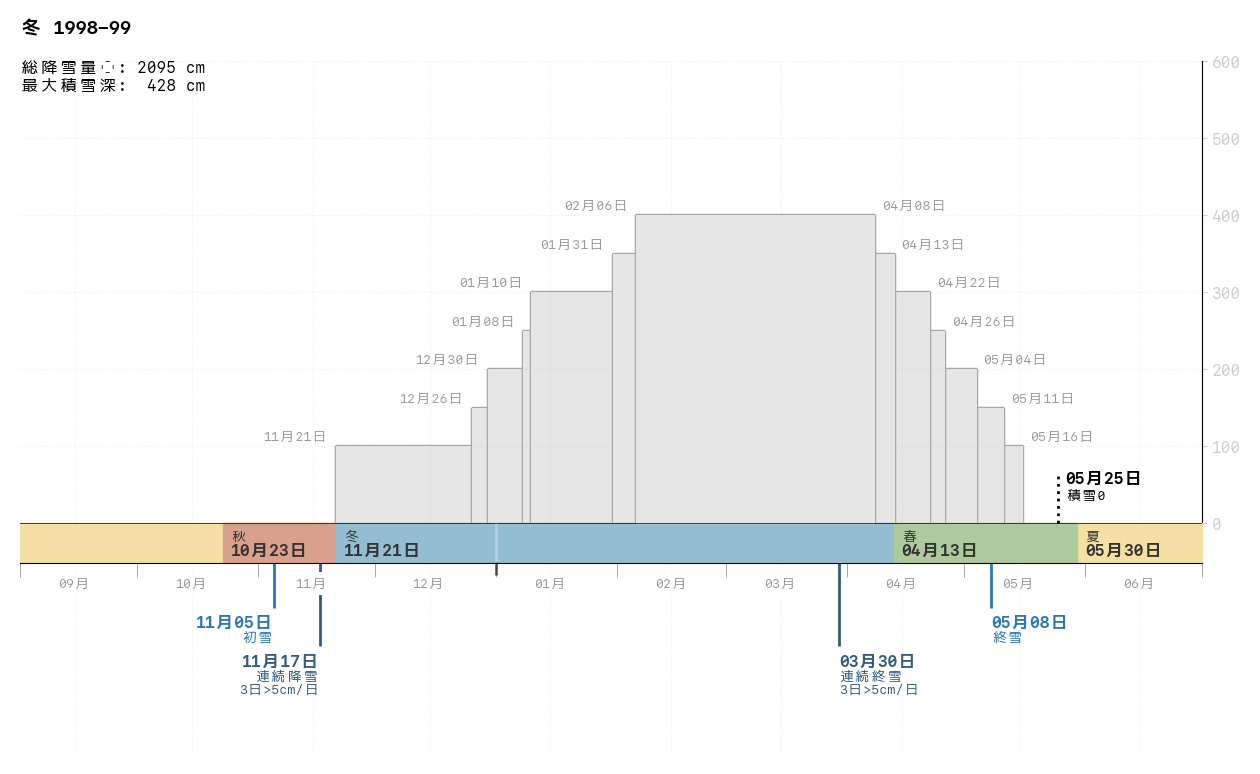 冬 1998–99
総降雪量: 2095 cm
最大積雪深: 428 cm
600
500
400
300
200
100
0
02月06日
04月08日
01月31日
04月13日
01月10日
04月22日
01月08日
04月26日
12月30日
05月04日
12月26日
05月11日
11月21日
05月16日
05月25日
積雪0
秋
10月23日
冬
11月21日
春
04月13日
夏
05月30日
09月
10月
11月
12月
01月
02月
03月
04月
05月
06月
11月05日
初雪
05月08日
終雪
11月17日
連続降雪
3日>5cm/日
03月30日
連続終雪
3日>5cm/日